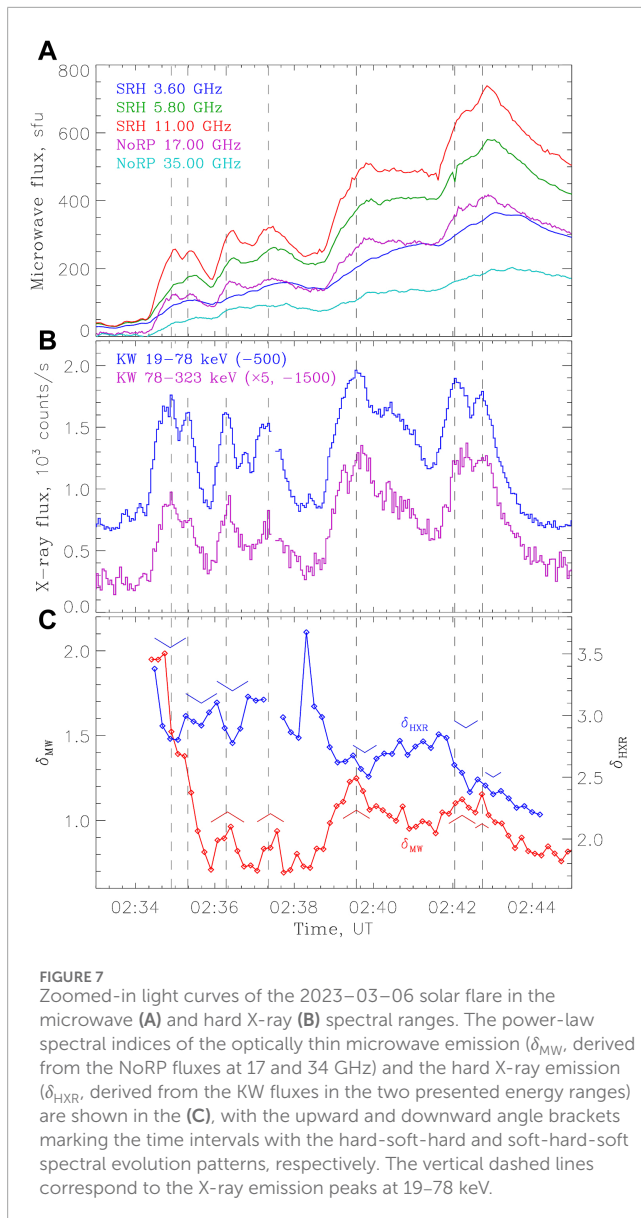 A
800
600
400
200
0
Microwave flux, sfu
SRH 3.60 GHz
SRH 5.80 GHz
SRH 11.00 GHz
NoRP 17.00 GHz
NoRP 35.00 GHz
B
2.0
1.5
1.0
0.5
0.0
X-ray flux, 10³ counts/s
KW 19–78 keV (−500)
KW 78–323 keV (×5, −1500)
C
2.0
1.5
1.0
δMW
3.5
3.0
2.5
2.0
δHXR
δHXR
δMW
02:34 02:36 02:38 02:40 02:42 02:44
Time, UT
FIGURE 7
Zoomed-in light curves of the 2023–03–06 solar flare in the
microwave (A) and hard X-ray (B) spectral ranges. The power-law
spectral indices of the optically thin microwave emission (δMW, derived
from the NoRP fluxes at 17 and 34 GHz) and the hard X-ray emission
(δHXR, derived from the KW fluxes in the two presented energy ranges)
are shown in the (C), with the upward and downward angle brackets
marking the time intervals with the hard-soft-hard and soft-hard-soft
spectral evolution patterns, respectively. The vertical dashed lines
correspond to the X-ray emission peaks at 19–78 keV.